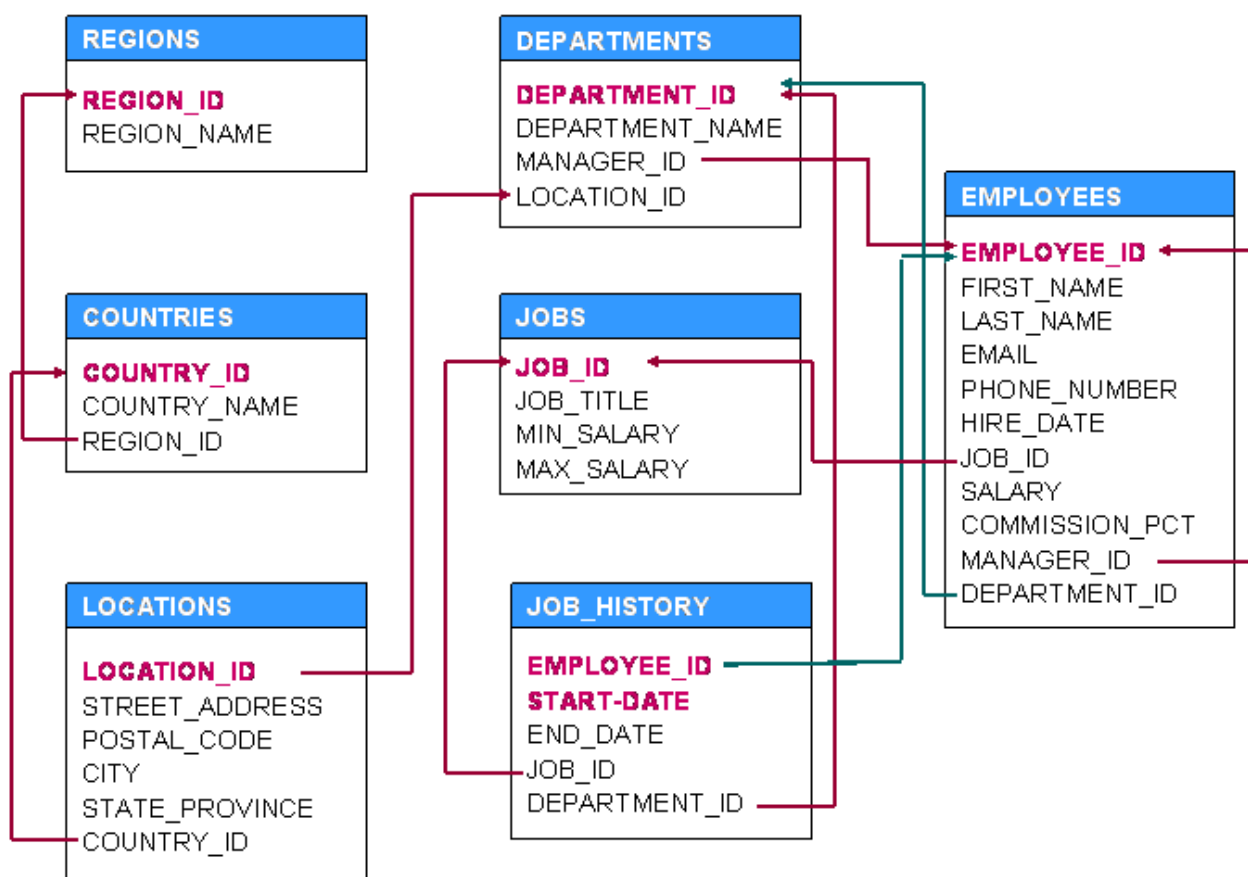 REGIONS
REGION_ID
REGION_NAME
DEPARTMENTS
DEPARTMENT_ID
DEPARTMENT_NAME
MANAGER_ID
LOCATION_ID
EMPLOYEES
EMPLOYEE_ID
FIRST_NAME
LAST_NAME
EMAIL
PHONE_NUMBER
HIRE_DATE
JOB_ID
SALARY
COMMISSION_PCT
MANAGER_ID
DEPARTMENT_ID
COUNTRIES
COUNTRY_ID
COUNTRY_NAME
REGION_ID
JOBS
JOB_ID
JOB_TITLE
MIN_SALARY
MAX_SALARY
LOCATIONS
LOCATION_ID
STREET_ADDRESS
POSTAL_CODE
CITY
STATE_PROVINCE
COUNTRY_ID
JOB_HISTORY
EMPLOYEE_ID
START-DATE
END_DATE
JOB_ID
DEPARTMENT_ID